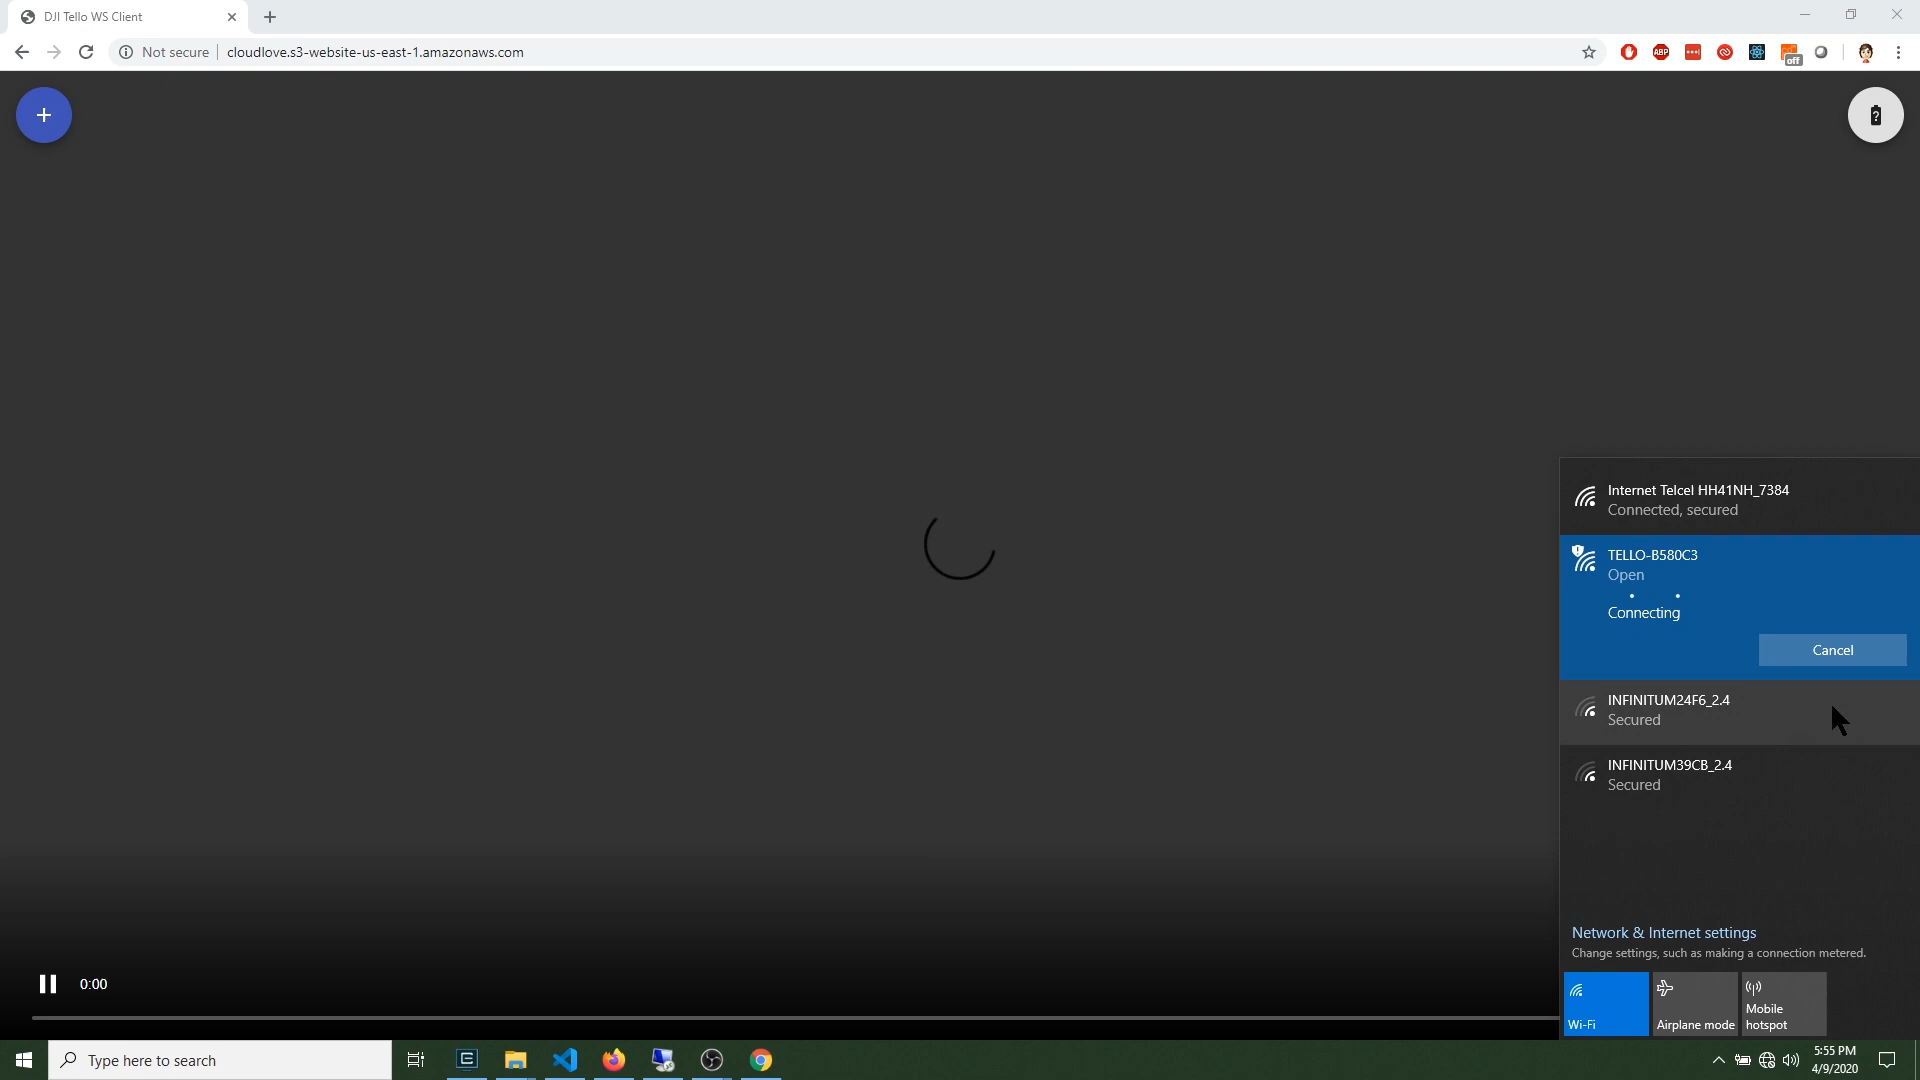 DJI Tello WS Client
Not secure
cloudlove.s3-website-us-east-1.amazonaws.com
ABP
off
+
?
Internet Telcel HH41NH_7384
Connected, secured
TELLO-B580C3
Open
Connecting
Cancel
INFINITUM24F6_2.4
Secured
INFINITUM39CB_2.4
Secured
Network & Internet settings
Change settings, such as making a connection metered.
Wi-Fi
Airplane mode
Mobile
hotspot
0:00
Type here to search
5:55 PM
4/9/2020